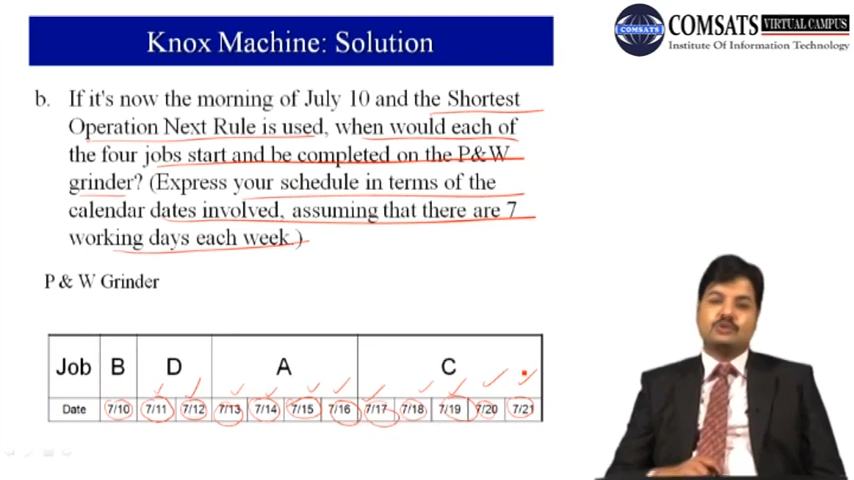 Knox Machine: Solution
COMSATS
COMSATS VIRTUAL CAMPUS
Institute Of Information Technology
b. If it's now the morning of July 10 and the Shortest
Operation Next Rule is used, when would each of
the four jobs start and be completed on the P&W
grinder? (Express your schedule in terms of the
calendar dates involved, assuming that there are 7
working days each week.)
P & W Grinder
Job B D A C
Date 7/10 7/11 7/12 7/13 7/14 7/15 7/16 7/17 7/18 7/19 7/20 7/21